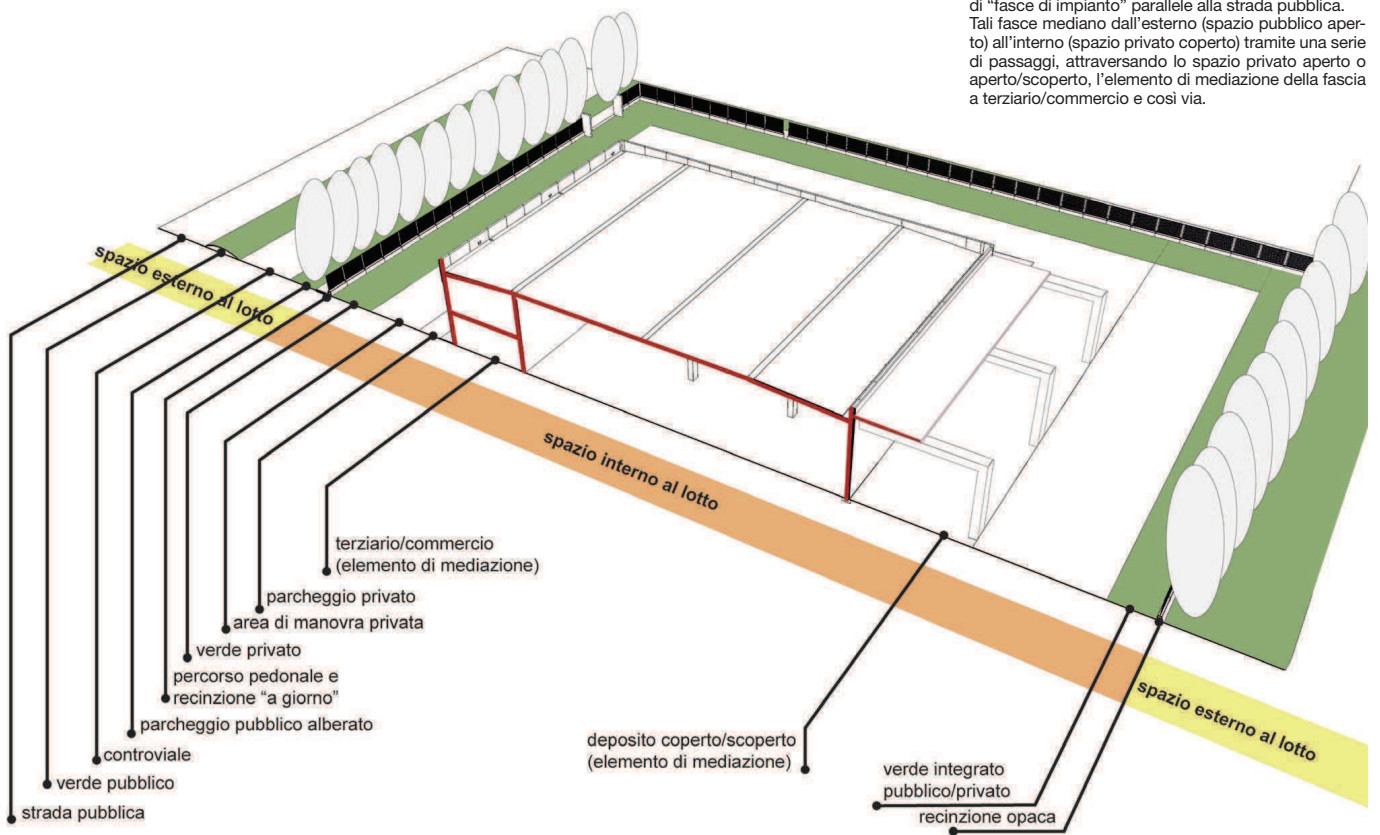 di “fasce di impianto” parallele alla strada pubblica.
Tali fasce mediano dall’esterno (spazio pubblico aper-
to) all’interno (spazio privato coperto) tramite una serie
di passaggi, attraversando lo spazio privato aperto o
aperto/scoperto, l’elemento di mediazione della fascia
a terziario/commercio e così via.
spazio esterno al lotto
spazio interno al lotto
spazio esterno al lotto
terziario/commercio
(elemento di mediazione)
parcheggio privato
area di manovra privata
verde privato
percorso pedonale e
recinzione “a giorno”
parcheggio pubblico alberato
controviale
verde pubblico
strada pubblica
deposito coperto/scoperto
(elemento di mediazione)
verde integrato
pubblico/privato
recinzione opaca